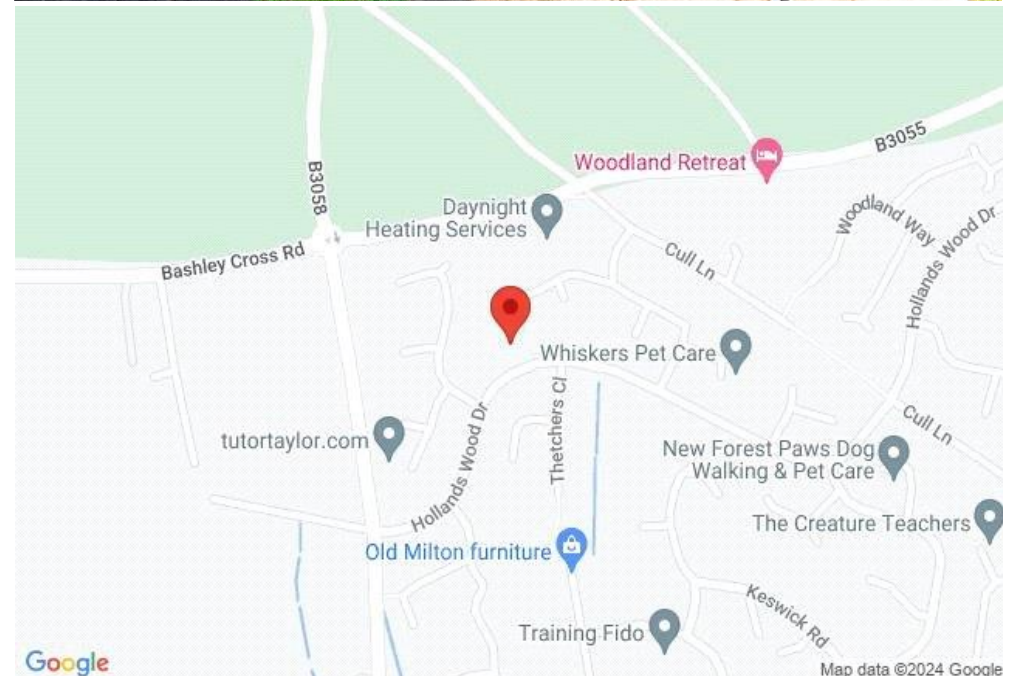 B3055
Woodland Retreat
B3058
Daynight
Heating Services
Woodland Way
Hollands Wood Dr
Bashley Cross Rd
Cull Ln
Whiskers Pet Care
Thetchers Cl
Hollands Wood Dr
tutortaylor.com
Cull Ln
New Forest Paws Dog
Walking & Pet Care
The Creature Teachers
Old Milton furniture
Keswick Rd
Training Fido
Google
Map data ©2024 Google